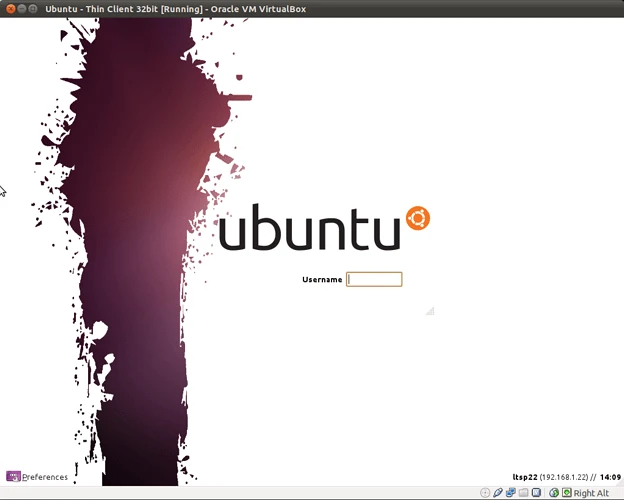 Ubuntu - Thin Client 32bit [Running] - Oracle VM VirtualBox
ubuntu
Username
Preferences
ltsp22 (192.168.1.22) // 14:09
Right Alt